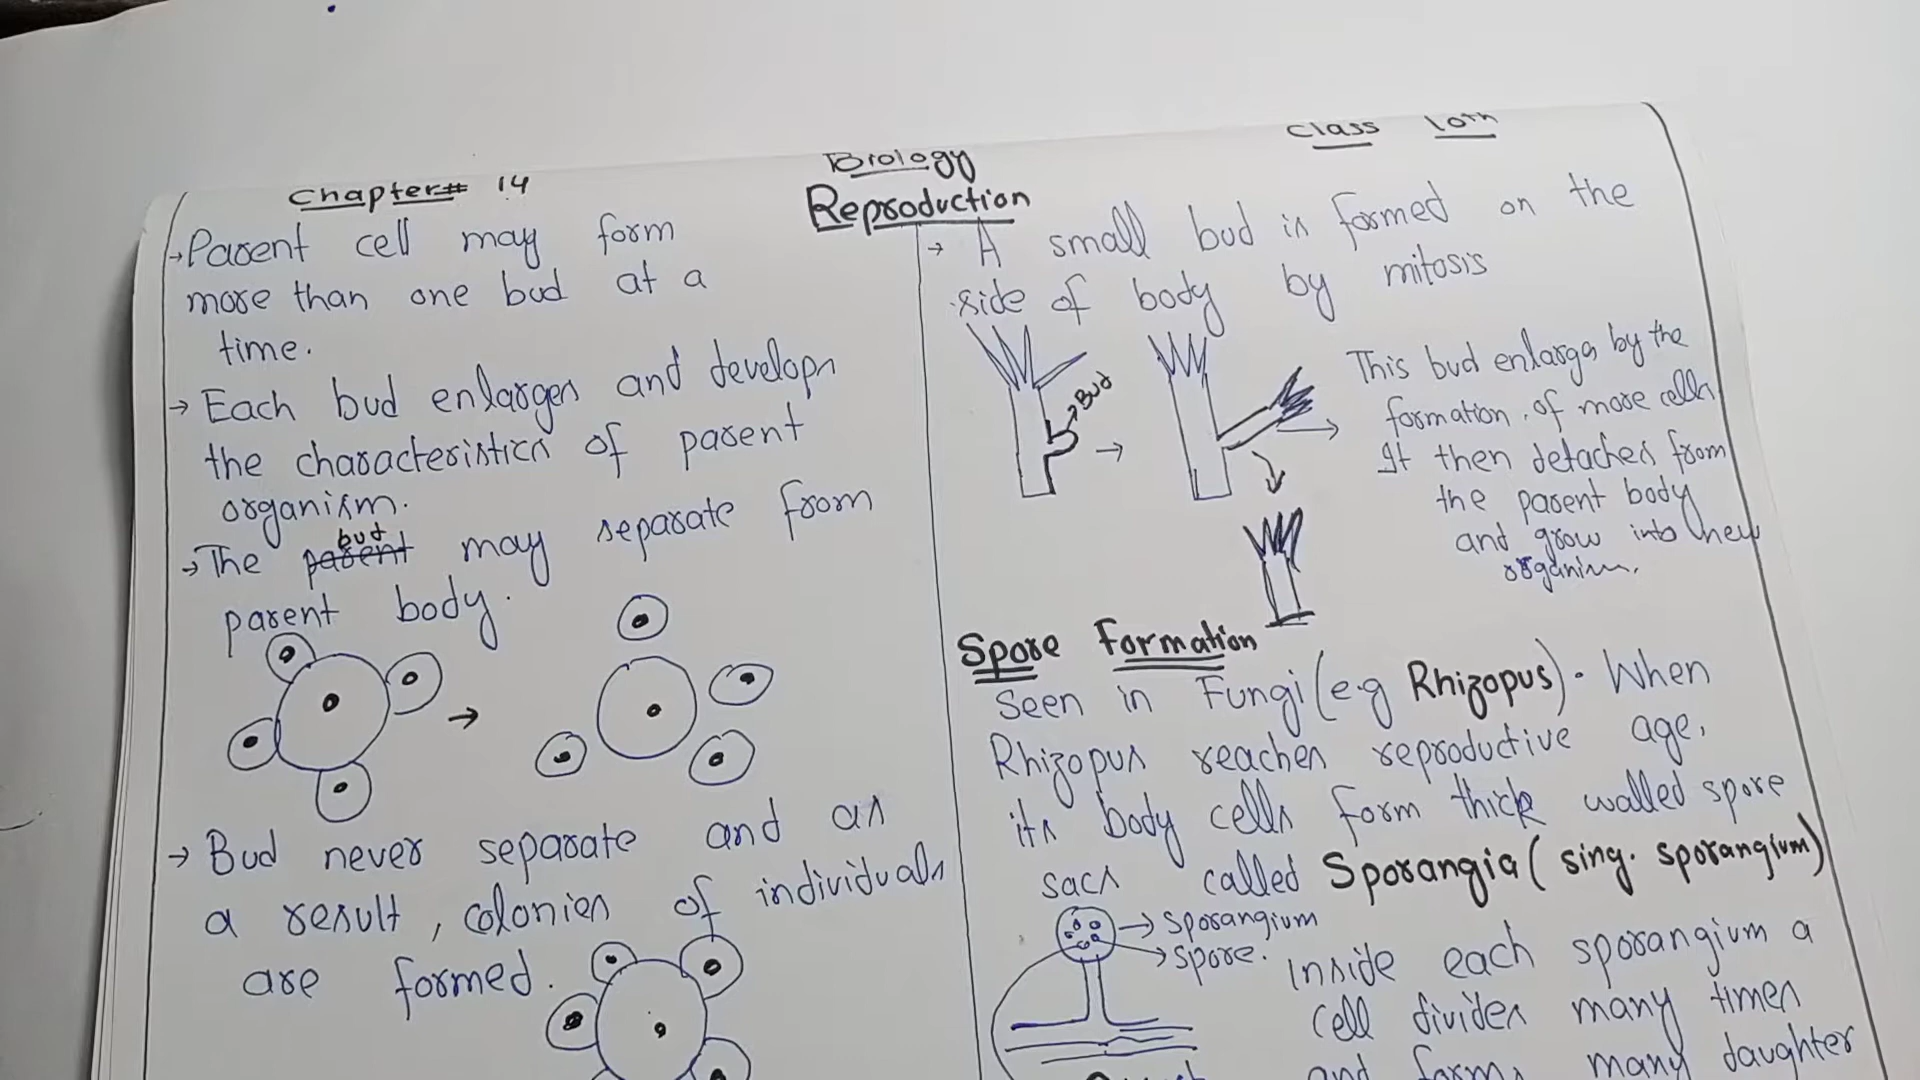 Chapter# 14
Biology
Class 10th
Reproduction
→Parent cell may form
more than one bud at a
time.
→ Each bud enlarges and develops
the characteristics of parent
organism.
→The bud may separate from
parent body.
→ Bud never separate and as
a result, colonies of individuals
are formed.
→ A small bud is formed on the
side of body by mitosis
→Bud
This bud enlarga by the
formation of more cells
It then detaches from
the parent body
and grow into new
organism.
Spore Formation
Seen in Fungi (e.g Rhizopus). When
Rhizopus reaches reproductive age,
its body cells form thick walled spore
sacs called Sporangia (sing. sporangium)
→ sporangium
→ spore.
Inside each sporangium a
cell divides many times
and forms many daughter